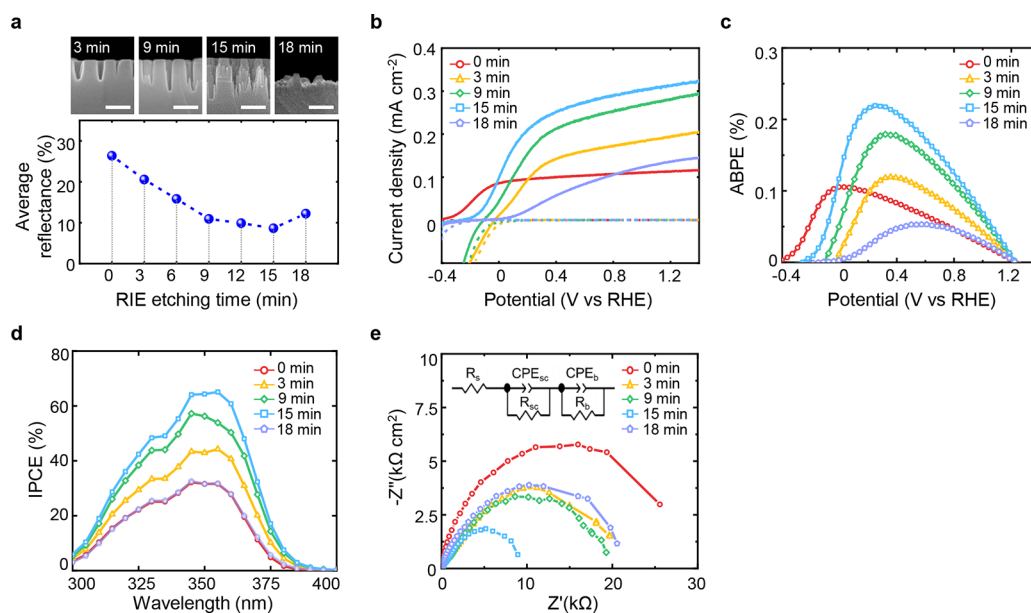 a
3 min
9 min
15 min
18 min
Average
reflectance (%)
30
20
10
0
0 3 6 9 12 15 18
RIE etching time (min)
b
Current density (mA cm-2)
0.4
0.3
0.2
0.1
0
-0.4 0 0.4 0.8 1.2
Potential (V vs RHE)
0 min
3 min
9 min
15 min
18 min
c
ABPE (%)
0.3
0.2
0.1
0
-0.4 0 0.4 0.8 1.2
Potential (V vs RHE)
0 min
3 min
9 min
15 min
18 min
d
IPCE (%)
80
60
40
20
0
300 325 350 375 400
Wavelength (nm)
0 min
3 min
9 min
15 min
18 min
e
-Z"(kΩ cm2)
10
7.5
5
2.5
0
0 10 20 30
Z'(kΩ)
Rs
CPEsc
CPEb
Rsc
Rb
0 min
3 min
9 min
15 min
18 min